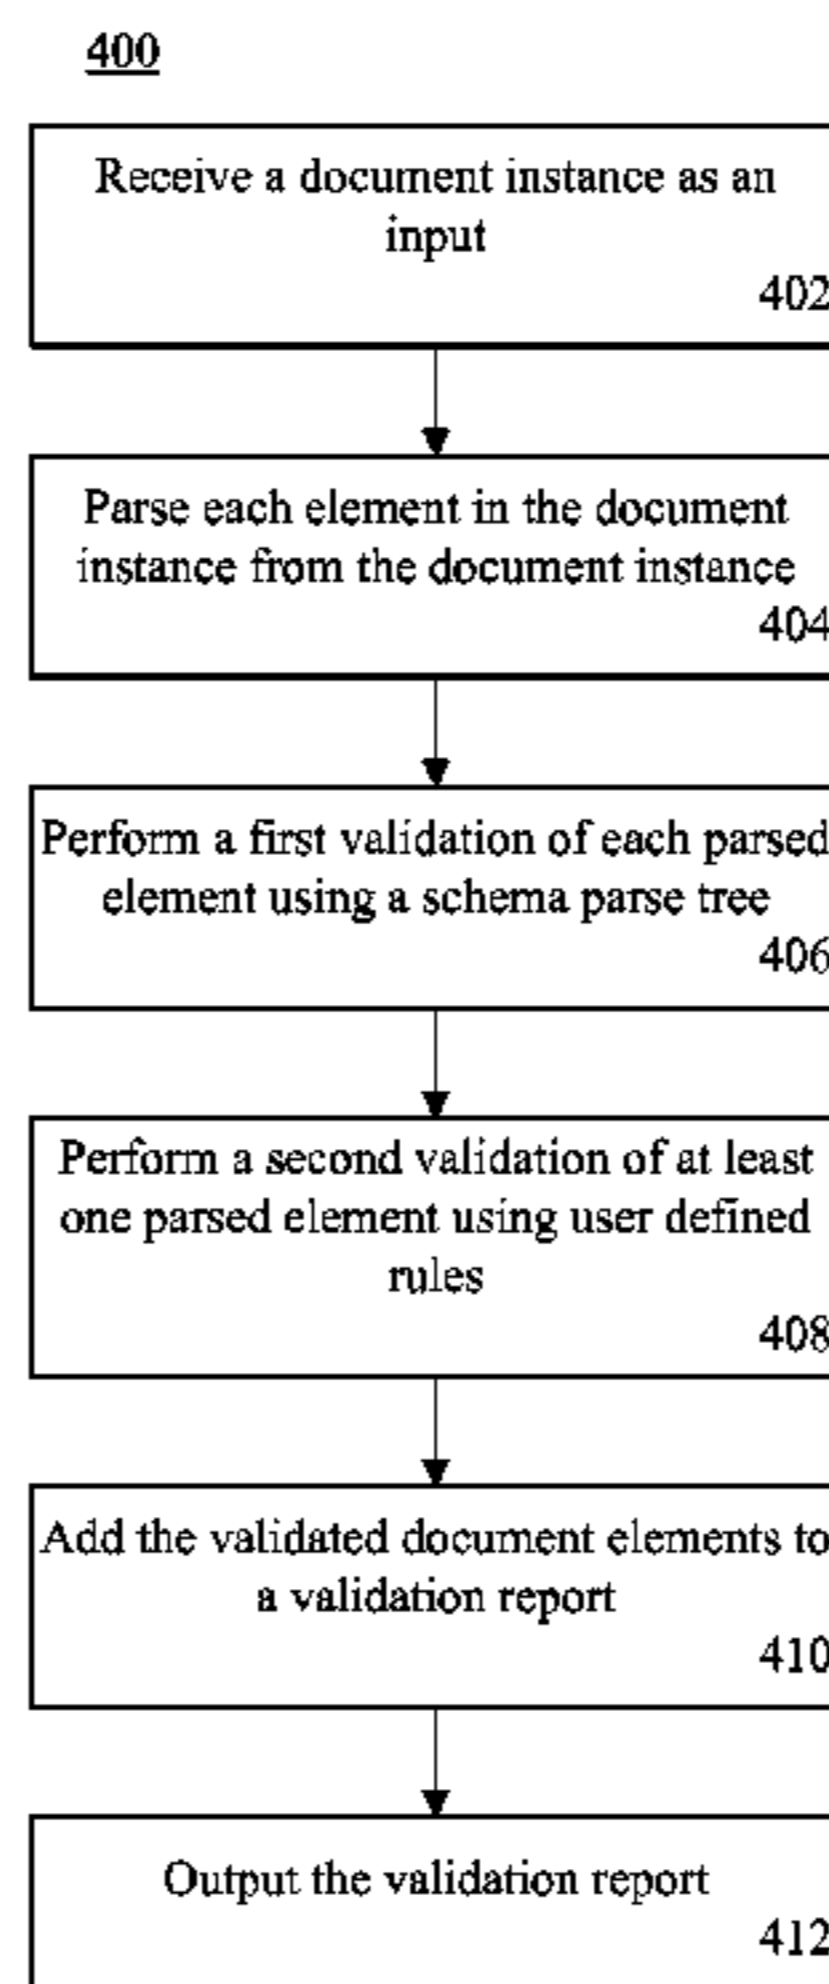 400
Receive a document instance as an
input
402
Parse each element in the document
instance from the document instance
404
Perform a first validation of each parsed
element using a schema parse tree
406
Perform a second validation of at least
one parsed element using user defined
rules
408
Add the validated document elements to
a validation report
410
Output the validation report
412